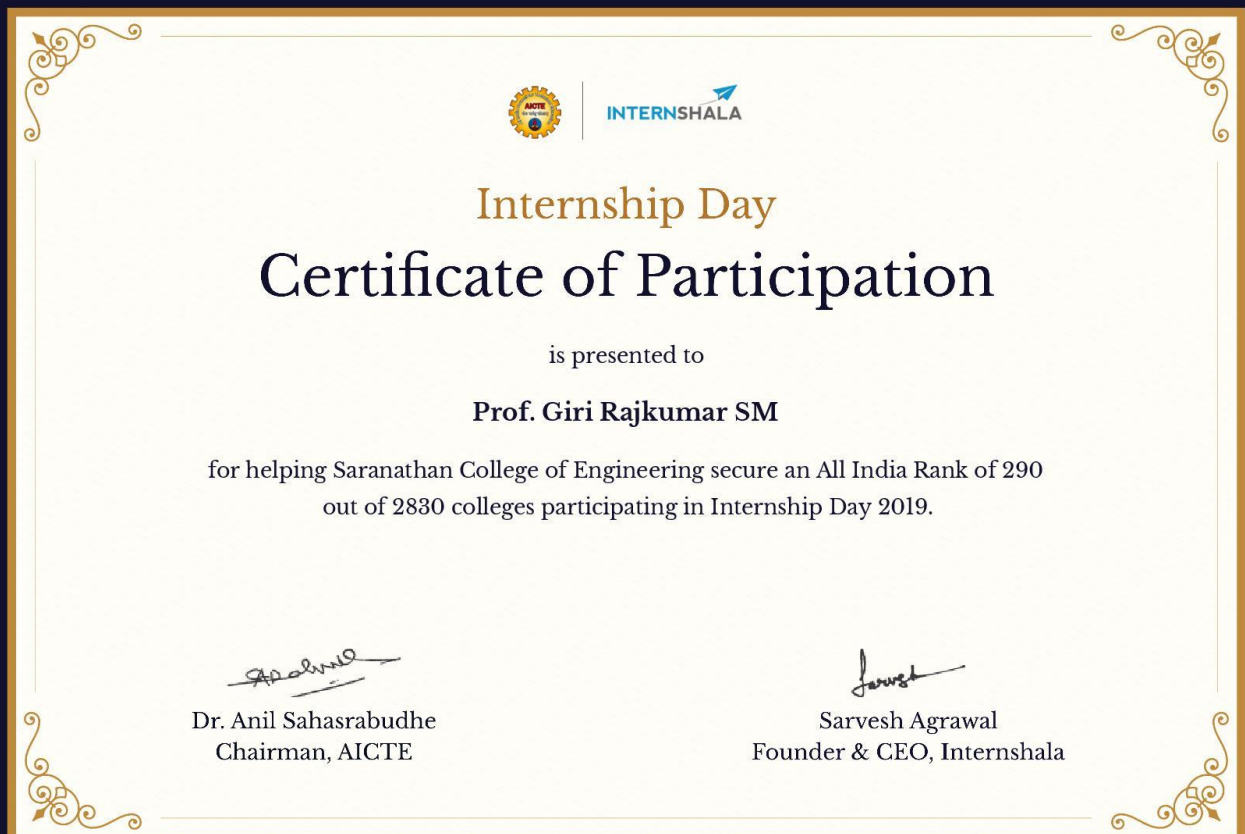 AICTE
INTERNSHALA
Internship Day
Certificate of Participation
is presented to
Prof. Giri Rajkumar SM
for helping Saranathan College of Engineering secure an All India Rank of 290
out of 2830 colleges participating in Internship Day 2019.
Dr. Anil Sahasrabudhe
Chairman, AICTE
Sarvesh Agrawal
Founder & CEO, Internshala